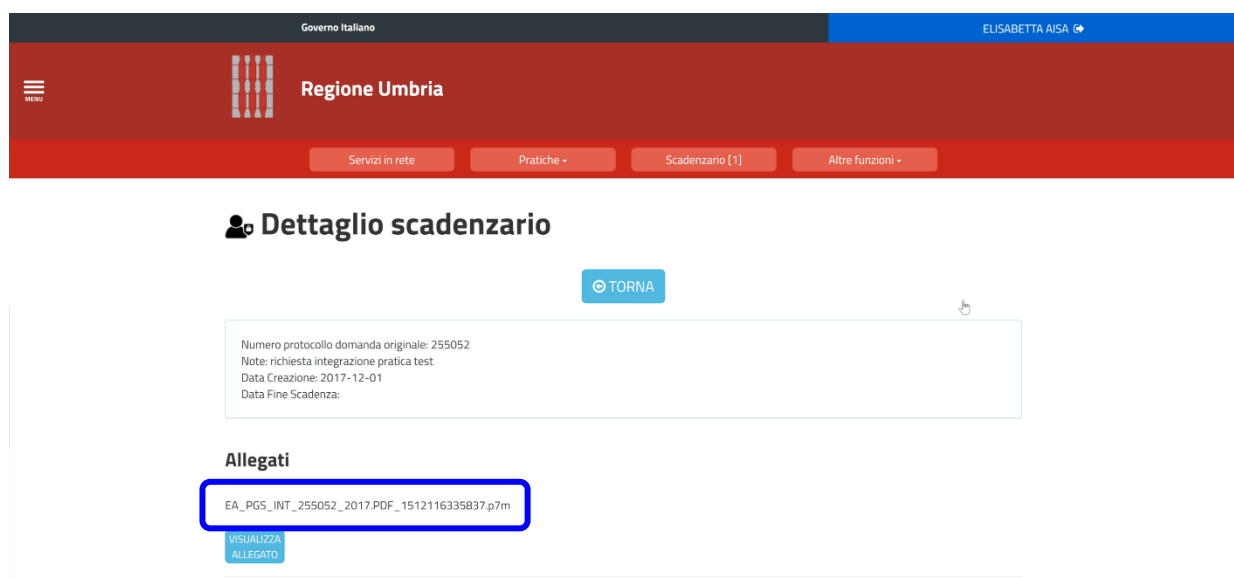 Governo Italiano
ELISABETTA AISA
MENU
Regione Umbria
Servizi in rete
Pratiche
Scadenzario [1]
Altre funzioni
Dettaglio scadenzario
TORNA
Numero protocollo domanda originale: 255052
Note: richiesta integrazione pratica test
Data Creazione: 2017-12-01
Data Fine Scadenza:
Allegati
EA_PGS_INT_255052_2017.PDF_1512116335837.p7m
VISUALIZZA
ALLEGATO